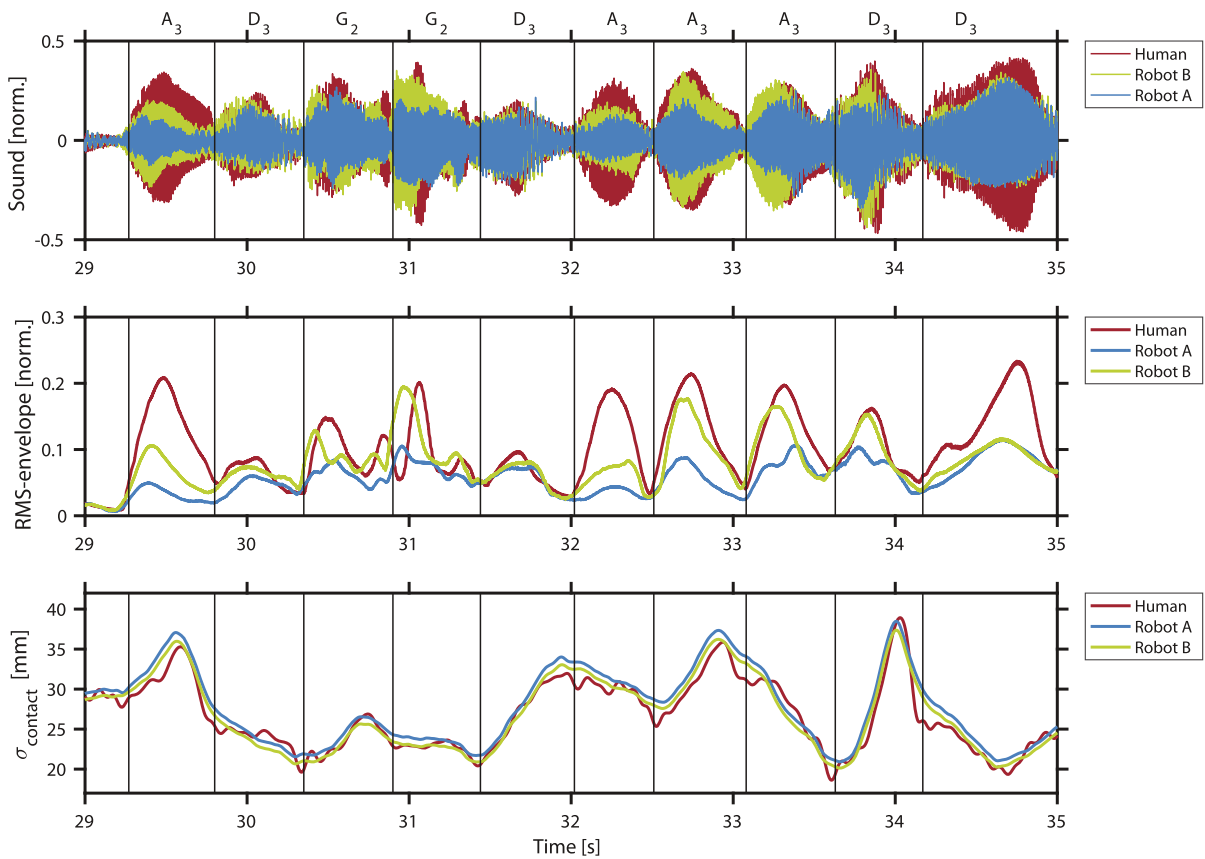 A3 D3 G2 G2 D3 A3 A3 A3 D3 D3
0.5
0
-0.5
Sound [norm.]
29 30 31 32 33 34 35
Human
Robot B
Robot A
0.3
0.2
0.1
0
RMS-envelope [norm.]
29 30 31 32 33 34 35
Human
Robot A
Robot B
40
35
30
25
20
σcontact [mm]
29 30 31 32 33 34 35
Time [s]
Human
Robot A
Robot B